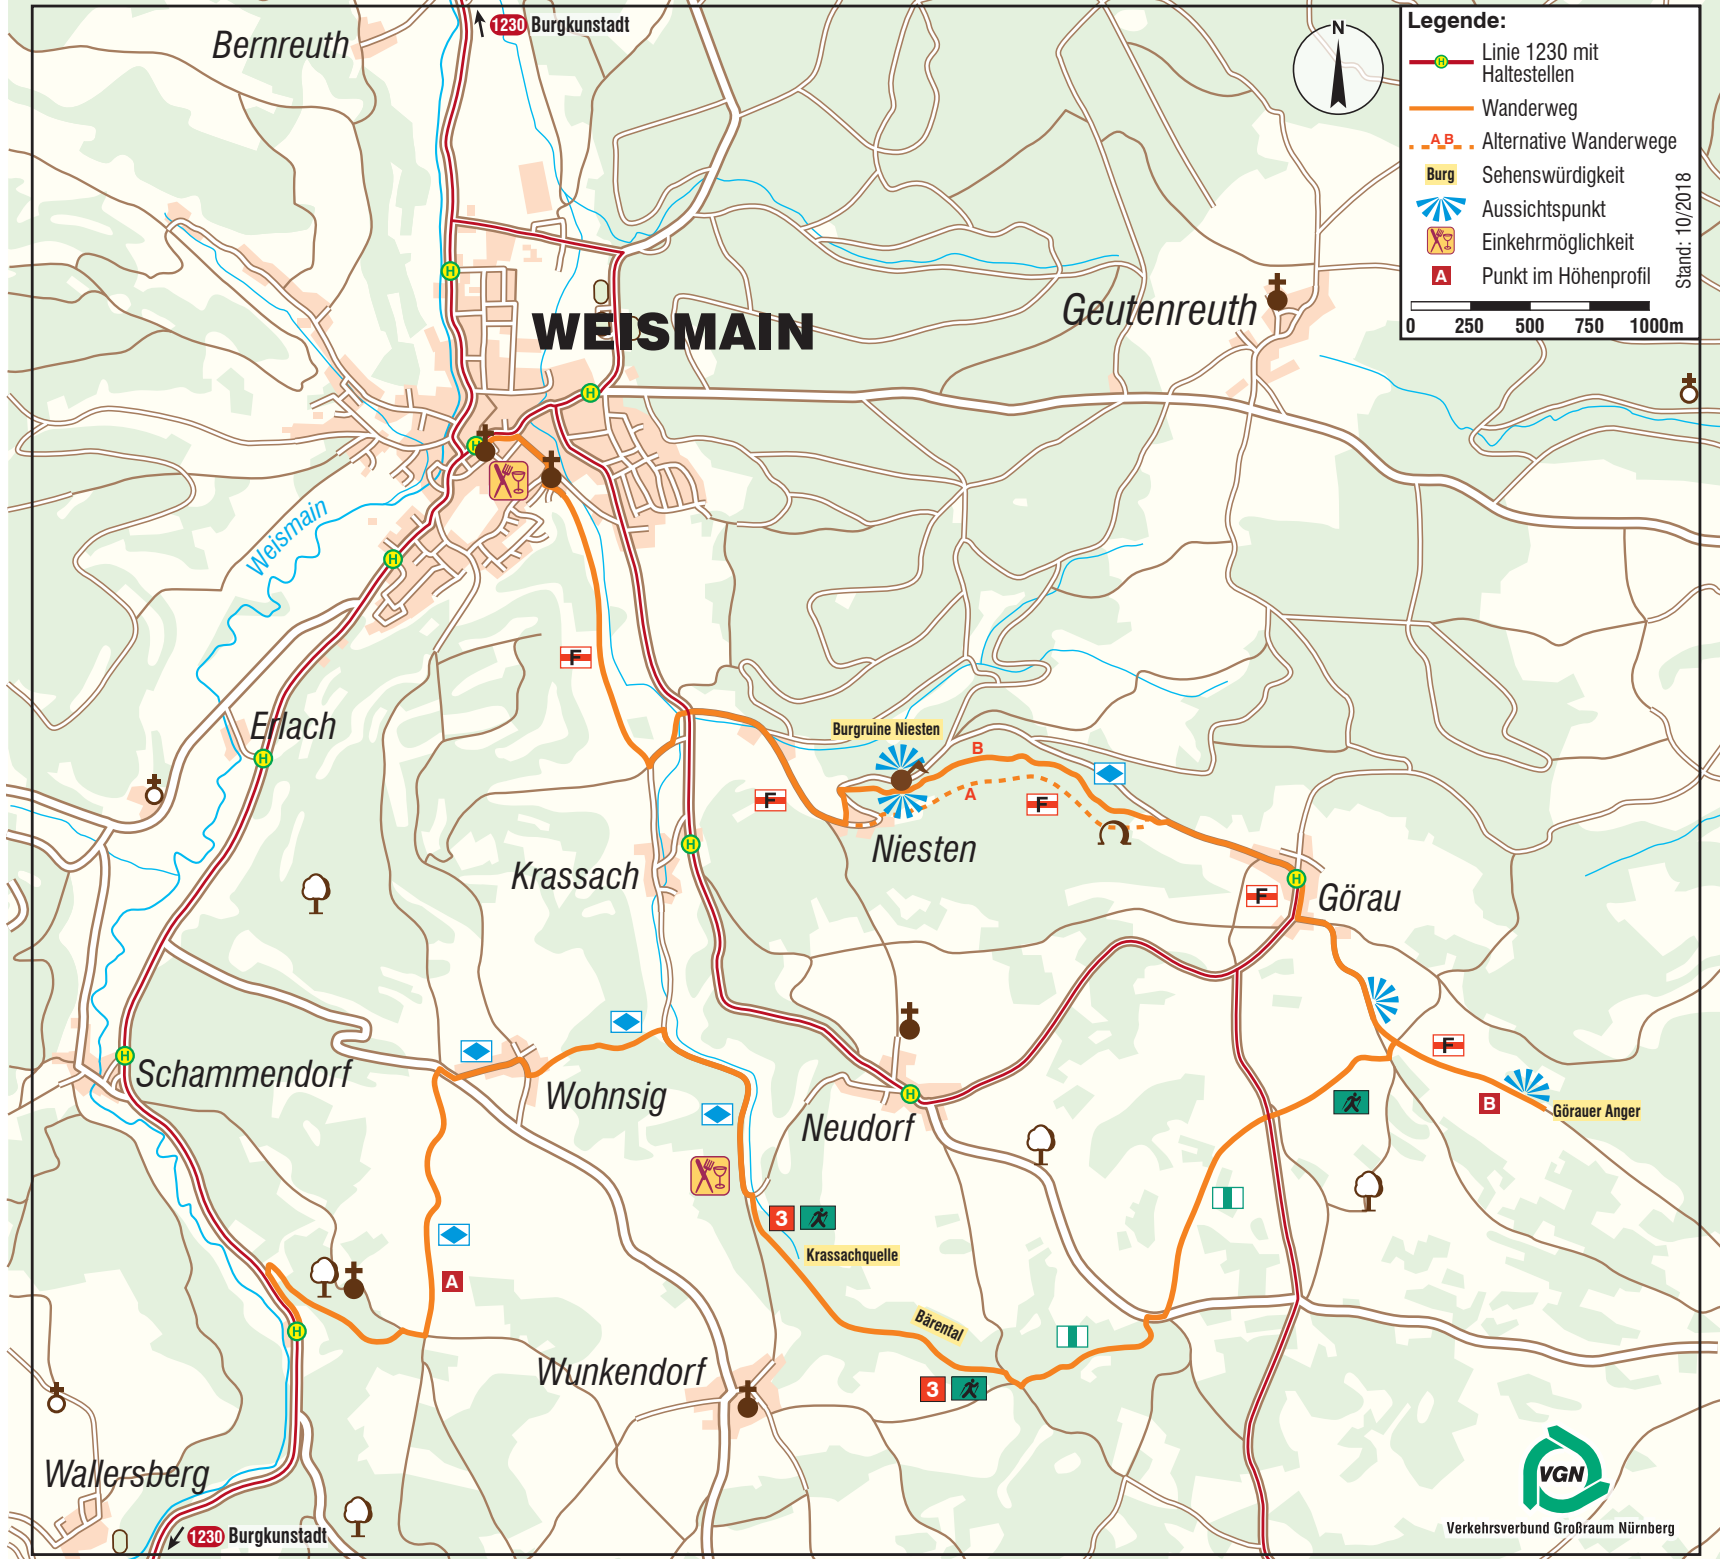 Bernreuth
1230 Burgkunstadt
N
Legende:
H Linie 1230 mit
Haltestellen
Wanderweg
A B Alternative Wanderwege
Burg Sehenswürdigkeit
Aussichtspunkt
Einkehrmöglichkeit
A Punkt im Höhenprofil
0 250 500 750 1000m
Stand: 10/2018
H
WEISMAIN
Geutenreuth
H
H
Weismain
H
F
Erlach
H
Burgruine Niesten
B
A
F
F
Niesten
H
Krassach
H
F
Görau
Schammendorf
H
Wohnsig
Neudorf
H
F
B
Görauer Anger
3
Krassachquelle
A
H
Bärental
Wunkendorf
3
Wallersberg
1230 Burgkunstadt
VGN
Verkehrsverbund Großraum Nürnberg